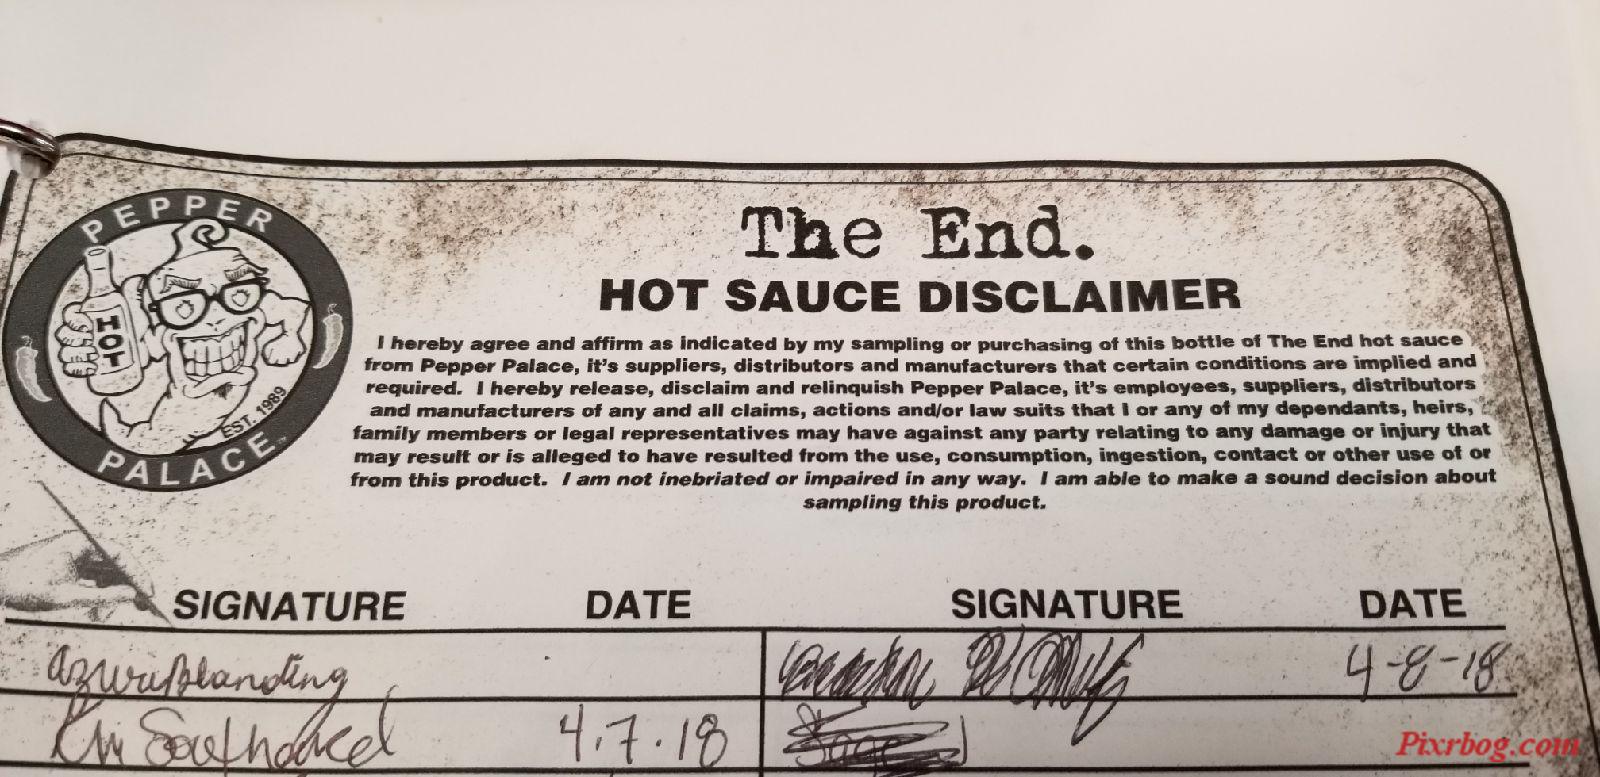 PEPPER
HOT
EST. 1989
PALACE
The End.
HOT SAUCE DISCLAIMER
I hereby agree and affirm as indicated by my sampling or purchasing of this bottle of The End hot sauce
from Pepper Palace, it's suppliers, distributors and manufacturers that certain conditions are implied and
required. I hereby release, disclaim and relinquish Pepper Palace, it's employees, suppliers, distributors
and manufacturers of any and all claims, actions and/or law suits that I or any of my dependants, heirs,
family members or legal representatives may have against any party relating to any damage or injury that
may result or is alleged to have resulted from the use, consumption, ingestion, contact or other use of or
from this product. I am not inebriated or impaired in any way. I am able to make a sound decision about
sampling this product.
SIGNATURE DATE SIGNATURE DATE
4-8-18
4.7.18
Pixrbog.com